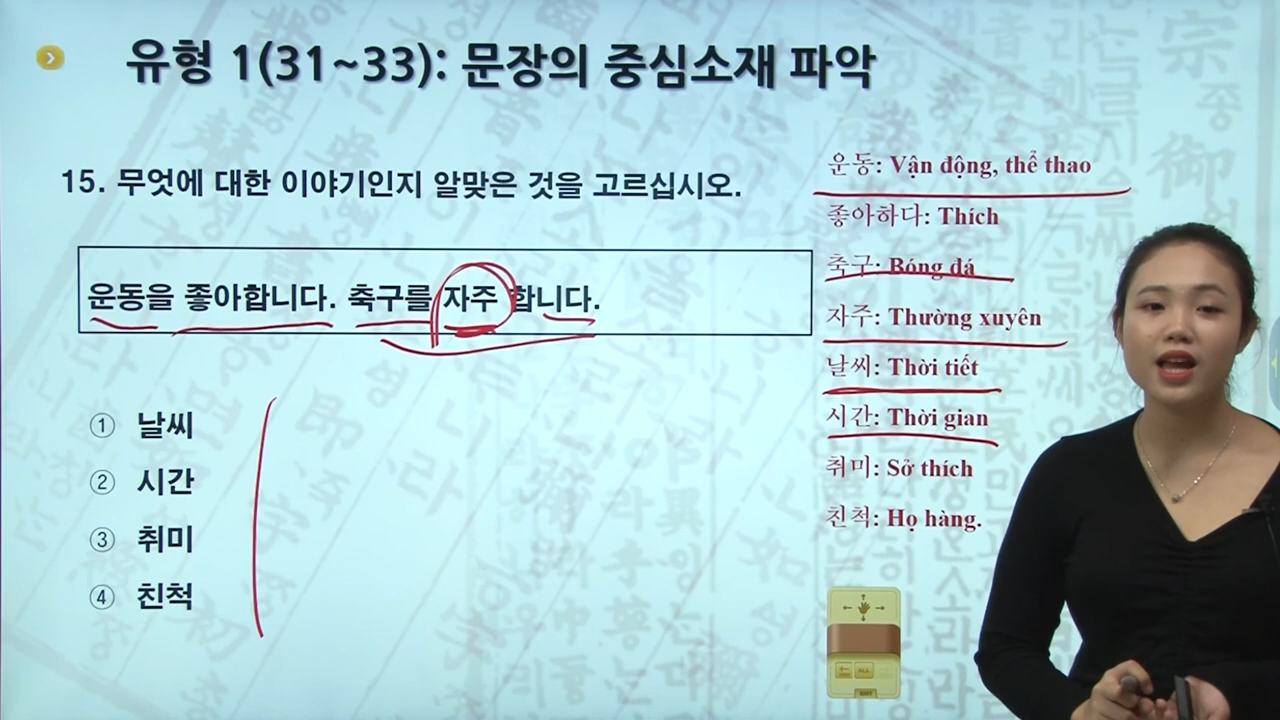 유형 1(31~33): 문장의 중심소재 파악
15. 무엇에 대한 이야기인지 알맞은 것을 고르십시오.
운동을 좋아합니다. 축구를 자주 합니다.
① 날씨
② 시간
③ 취미
④ 친척
운동: Vận động, thể thao
좋아하다: Thích
축구: Bóng đá
자주: Thường xuyên
날씨: Thời tiết
시간: Thời gian
취미: Sở thích
친척: Họ hàng.